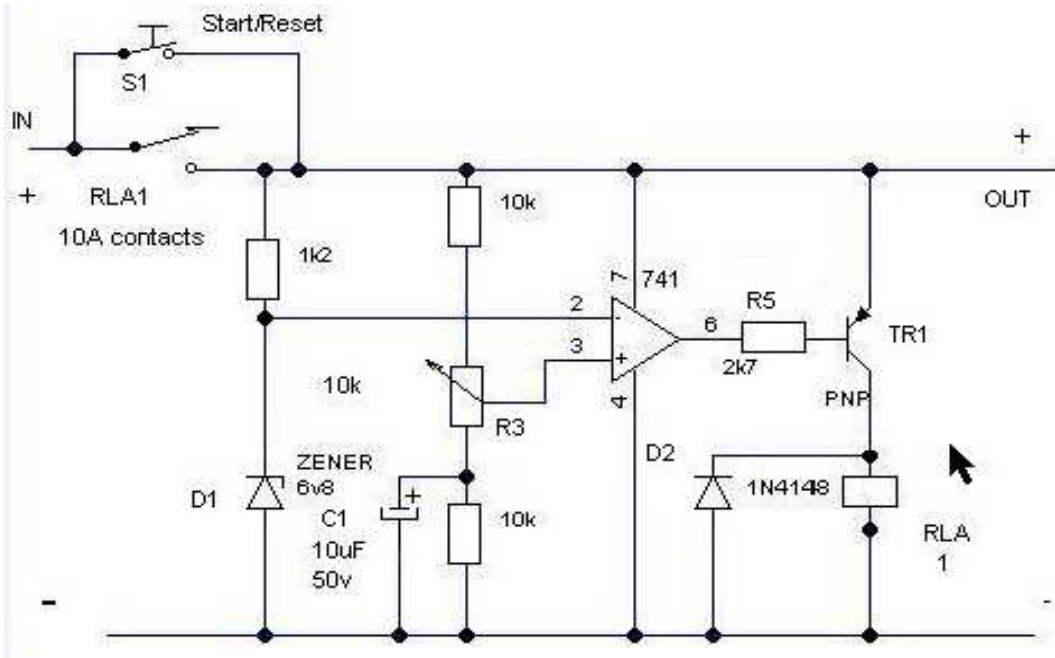 Start/Reset
S1
IN
+
RLA1
10A contacts
+
OUT
10k
1k2
7
741
2
-
3
+
4
6
R5
2k7
TR1
PNP
10k
R3
D1
ZENER
6v8
C1
+
10uF
50v
10k
D2
1N4148
RLA
1
-
-